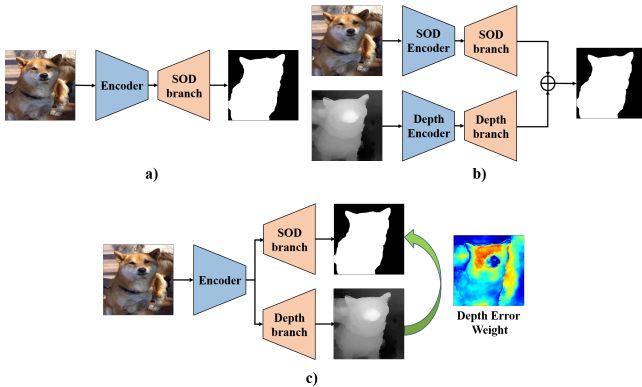 Encoder
SOD
branch
a)
SOD
Encoder
SOD
branch
Depth
Encoder
Depth
branch
b)
Encoder
SOD
branch
Depth
branch
Depth Error
Weight
c)